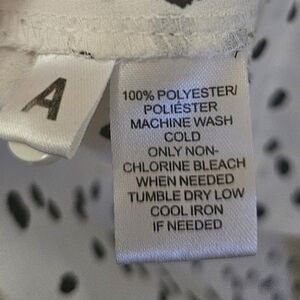 A
100% POLYESTER/
POLIÉSTER
MACHINE WASH
COLD
ONLY NON-
CHLORINE BLEACH
WHEN NEEDED
TUMBLE DRY LOW
COOL IRON
IF NEEDED